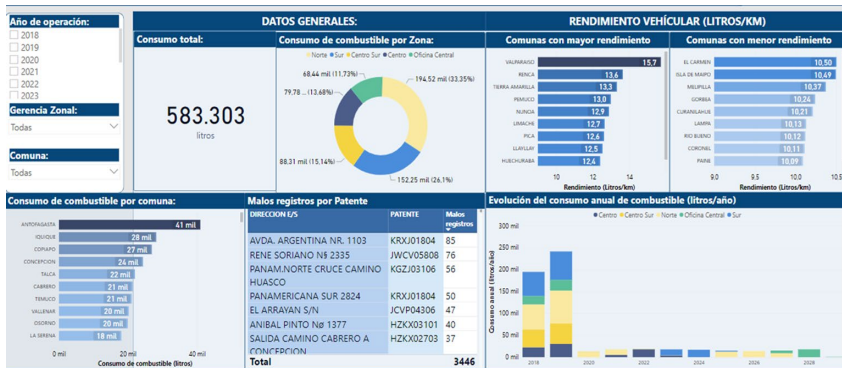 Año de operación:
2018
2019
2020
2021
2022
2023
Gerencia Zonal:
Todas
Comuna:
Todas
DATOS GENERALES:
Consumo total:
583.303
litros
Consumo de combustible por Zona:
Norte Sur Centro Sur Centro Oficina Central
68,44 mil (11,73%)
194,52 mil (33,35%)
79,78 ... (13,68%)
88,31 mil (15,14%)
152,25 mil (26,1%)
RENDIMIENTO VEHÍCULAR (LITROS/KM)
Comunas con mayor rendimiento
VALPARAISO 15,7
RENCA 13,6
TIERRA AMARILLA 13,3
PEMUCO 13,0
NUNOA 12,9
LIMACHE 12,7
PICA 12,6
LLAYLLAY 12,5
HUECHURABA 12,4
10 12 14
Rendimiento (Litros/km)
Comunas con menor rendimiento
EL CARMEN 10,50
ISLA DE MAIPO 10,49
MELIPILLA 10,37
GORBEA 10,24
CURANILAHUE 10,21
LAMPA 10,13
RIO BUENO 10,12
CORONEL 10,11
PAINE 10,09
9,0 9,5 10,0 10,5
Rendimiento (Litros/km)
Consumo de combustible por comuna:
ANTOFAGASTA 41 mil
IQUIQUE 28 mil
COPIAPO 27 mil
CONCEPCION 24 mil
TALCA 22 mil
CABRERO 21 mil
TEMUCO 21 mil
VALLENAR 20 mil
OSORNO 20 mil
LA SERENA 18 mil
0 mil 20 mil 40 mil
Consumo de combustible (litros)
Malos registros por Patente
DIRECCION E/S PATENTE Malos
registros
AVDA. ARGENTINA NR. 1103 KRXJ01804 85
RENE SORIANO N§ 2335 JWCV05808 76
PANAM.NORTE CRUCE CAMINO KGZJ03106 56
HUASCO
PANAMERICANA SUR 2824 KRXJ01804 50
EL ARRAYAN S/N JCVP04306 47
ANIBAL PINTO Nø 1377 HZKX03101 40
SALIDA CAMINO CABRERO A HZKX02703 37
CONCEPCION
Total 3446
Evolución del consumo anual de combustible (litros/año)
Centro Centro Sur Norte Oficina Central Sur
Consumo anual (litros/año)
300 mil
250 mil
200 mil
150 mil
100 mil
50 mil
0 mil
2018 2020 2022 2024 2026 2028